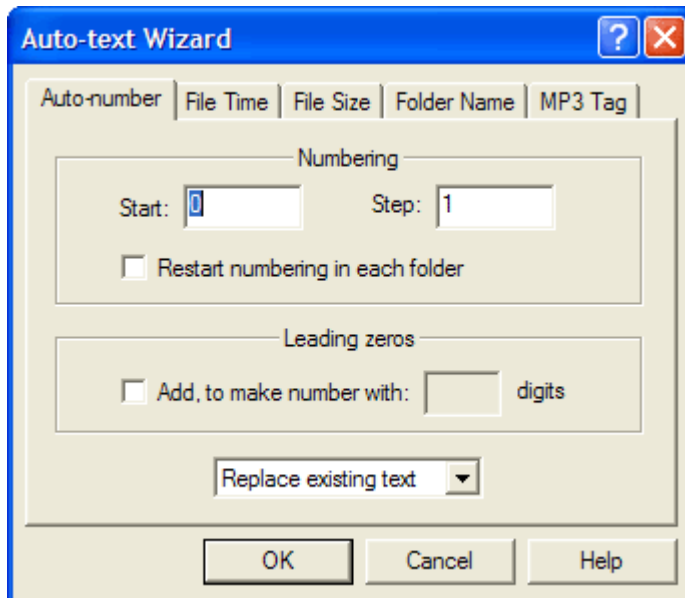 Auto-text Wizard
Auto-number File Time File Size Folder Name MP3 Tag
Numbering
Start: 0 Step: 1
Restart numbering in each folder
Leading zeros
Add, to make number with: digits
Replace existing text
OK Cancel Help